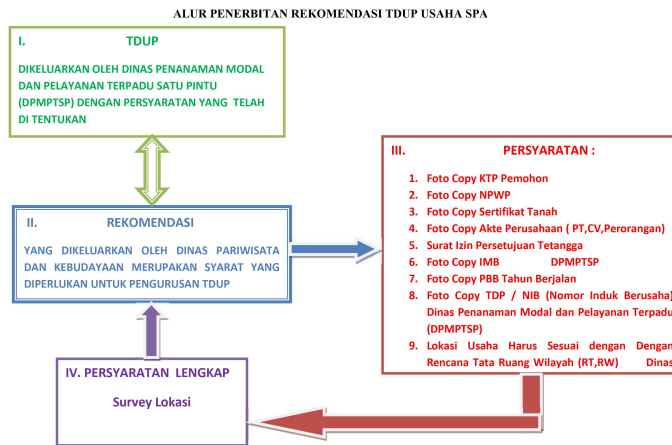 ALUR PENERBITAN REKOMENDASI TDUP USAHA SPA
I. TDUP
DIKELUARKAN OLEH DINAS PENANAMAN MODAL
DAN PELAYANAN TERPADU SATU PINTU
(DPMPTSP) DENGAN PERSYARATAN YANG TELAH
DI TENTUKAN
II. REKOMENDASI
YANG DIKELUARKAN OLEH DINAS PARIWISATA
DAN KEBUDAYAAN MERUPAKAN SYARAT YANG
DIPERLUKAN UNTUK PENGURUSAN TDUP
III. PERSYARATAN :
1. Foto Copy KTP Pemohon
2. Foto Copy NPWP
3. Foto Copy Sertifikat Tanah
4. Foto Copy Akte Perusahaan ( PT,CV,Perorangan)
5. Surat Izin Persetujuan Tetangga
6. Foto Copy IMB DPMPTSP
7. Foto Copy PBB Tahun Berjalan
8. Foto Copy TDP / NIB (Nomor Induk Berusaha)
Dinas Penanaman Modal dan Pelayanan Terpadu
(DPMPTSP)
9. Lokasi Usaha Harus Sesuai dengan Dengan
Rencana Tata Ruang Wilayah (RT,RW) Dinas
IV. PERSYARATAN LENGKAP
Survey Lokasi